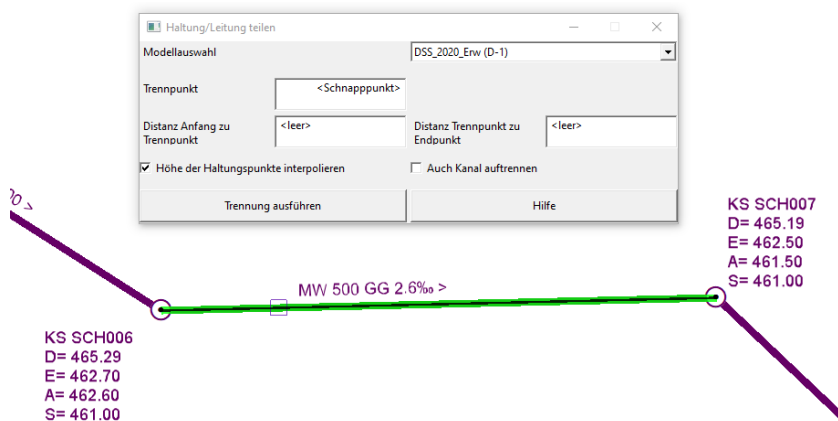 Haltung/Leitung teilen
Modellauswahl
DSS_2020_Erw (D-1)
Trennpunkt
<Schnapppunkt>
Distanz Anfang zu
Trennpunkt
<leer>
Distanz Trennpunkt zu
Endpunkt
<leer>
Höhe der Haltungspunkte interpolieren
Auch Kanal auftrennen
Trennung ausführen
Hilfe
KS SCH007
D= 465.19
E= 462.50
A= 461.50
S= 461.00
MW 500 GG 2.6‰ >
KS SCH006
D= 465.29
E= 462.70
A= 462.60
S= 461.00